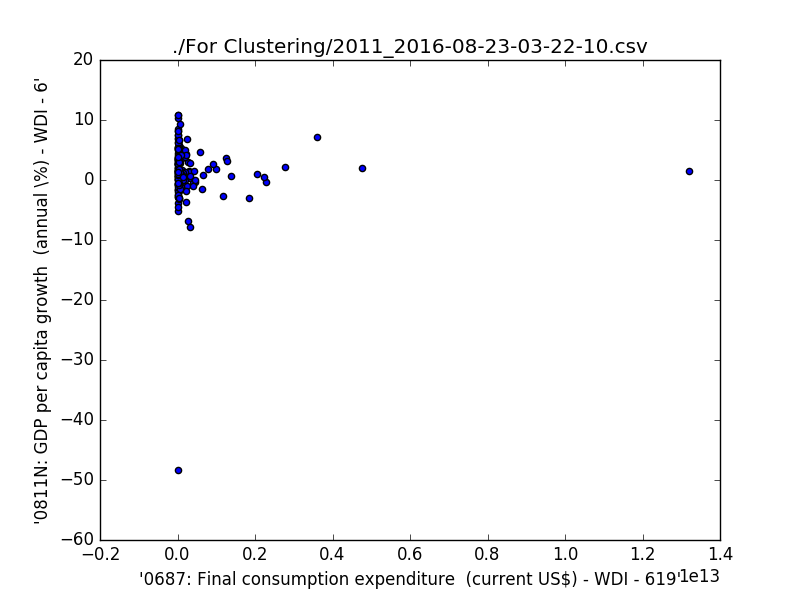 ./For Clustering/2011_2016-08-23-03-22-10.csv
20
10
0
−10
−20
−30
−40
−50
−60
'0811N: GDP per capita growth  (annual \%) - WDI - 6'
−0.2 0.0 0.2 0.4 0.6 0.8 1.0 1.2 1.4
1e13
'0687: Final consumption expenditure  (current US$) - WDI - 619'